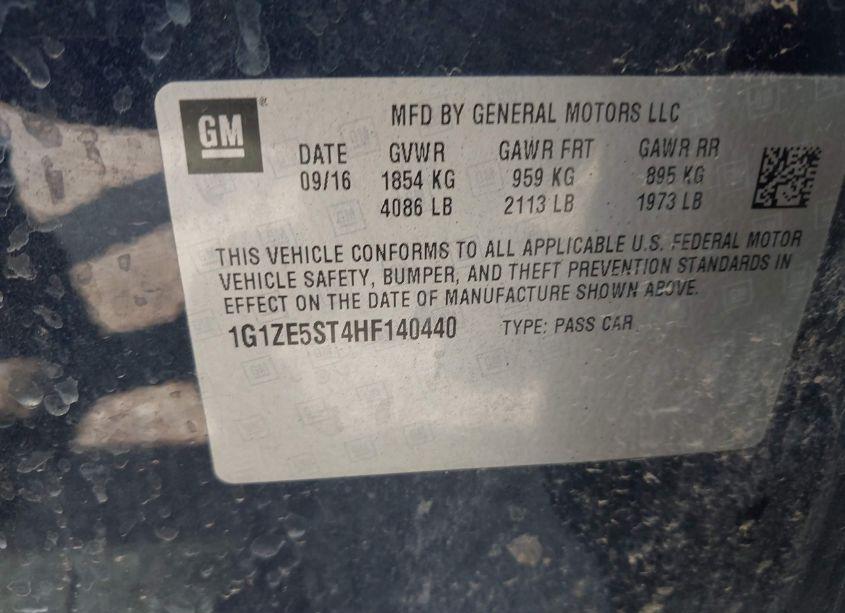 GM
MFD BY GENERAL MOTORS LLC
DATE GVWR GAWR FRT GAWR RR
09/16 1854 KG 959 KG 895 KG
4086 LB 2113 LB 1973 LB
THIS VEHICLE CONFORMS TO ALL APPLICABLE U.S. FEDERAL MOTOR
VEHICLE SAFETY, BUMPER, AND THEFT PREVENTION STANDARDS IN
EFFECT ON THE DATE OF MANUFACTURE SHOWN ABOVE.
1G1ZE5ST4HF140440 TYPE: PASS CAR